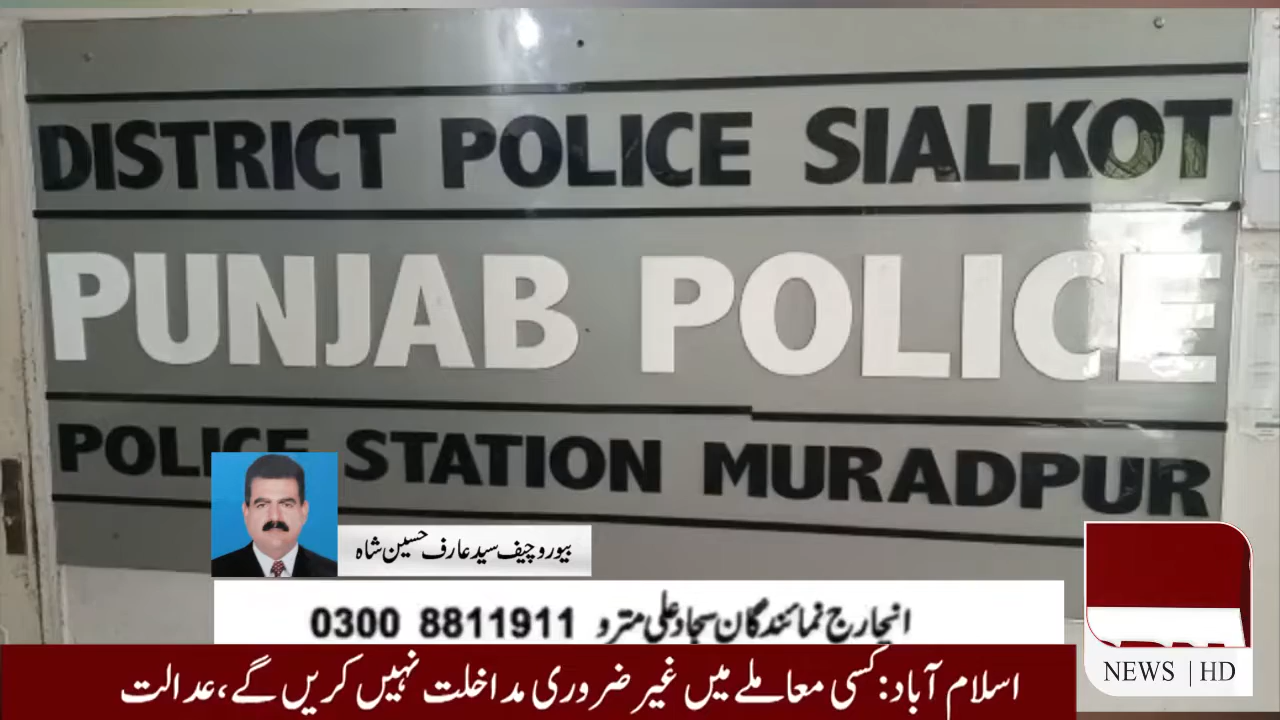 DISTRICT POLICE SIALKOT
PUNJAB POLICE
POLICE STATION MURADPUR
بیورو چیف سید عارف حسین شاہ
انچارج نمائندگان سجاد علی مترو 0300 8811911
اسلام آباد: کسی معاملے میں غیر ضروری مداخلت نہیں کریں گے، عدالت
NEWS | HD